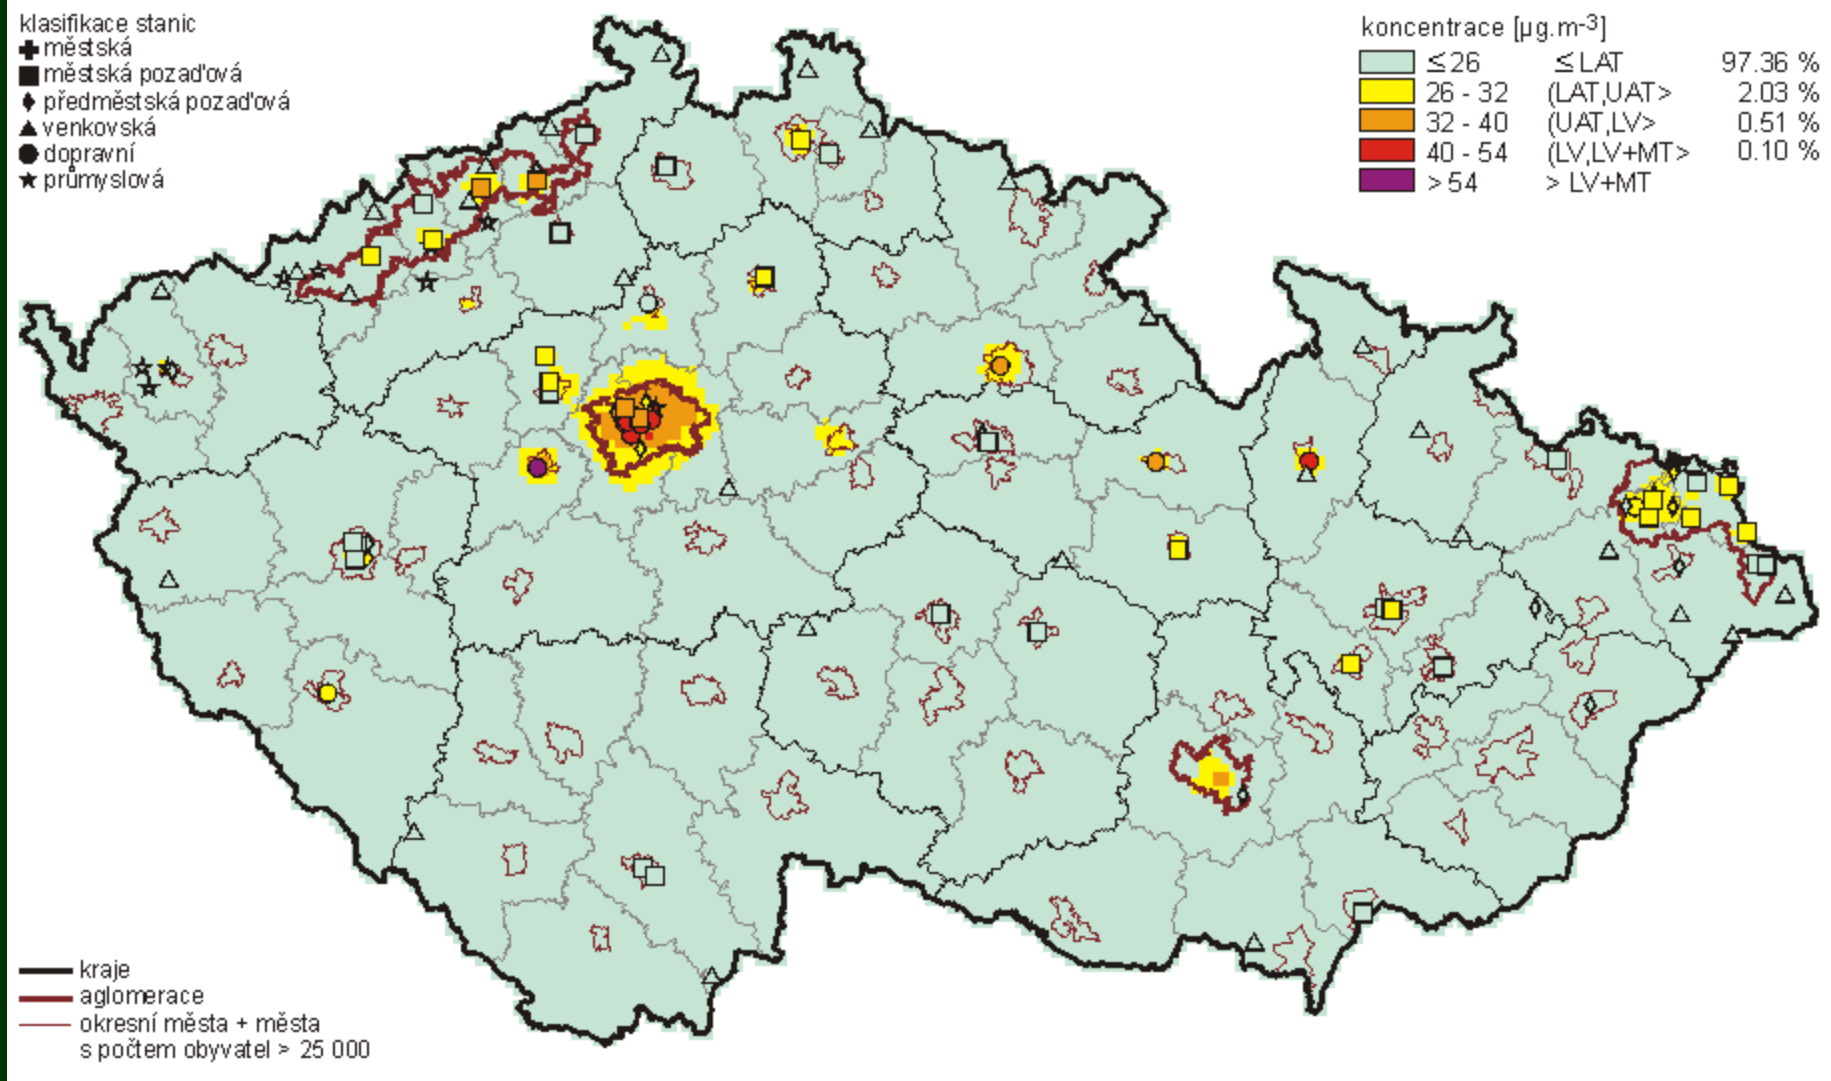 klasifikace stanic
městská
městská pozaďová
předměstská pozaďová
venkovská
dopravní
průmyslová
koncentrace [µg.m-3]
≤26 ≤LAT 97.36 %
26 - 32 (LAT,UAT> 2.03 %
32 - 40 (UAT,LV> 0.51 %
40 - 54 (LV,LV+MT> 0.10 %
> 54 > LV+MT
kraje
aglomerace
okresní města + města
s počtem obyvatel > 25 000